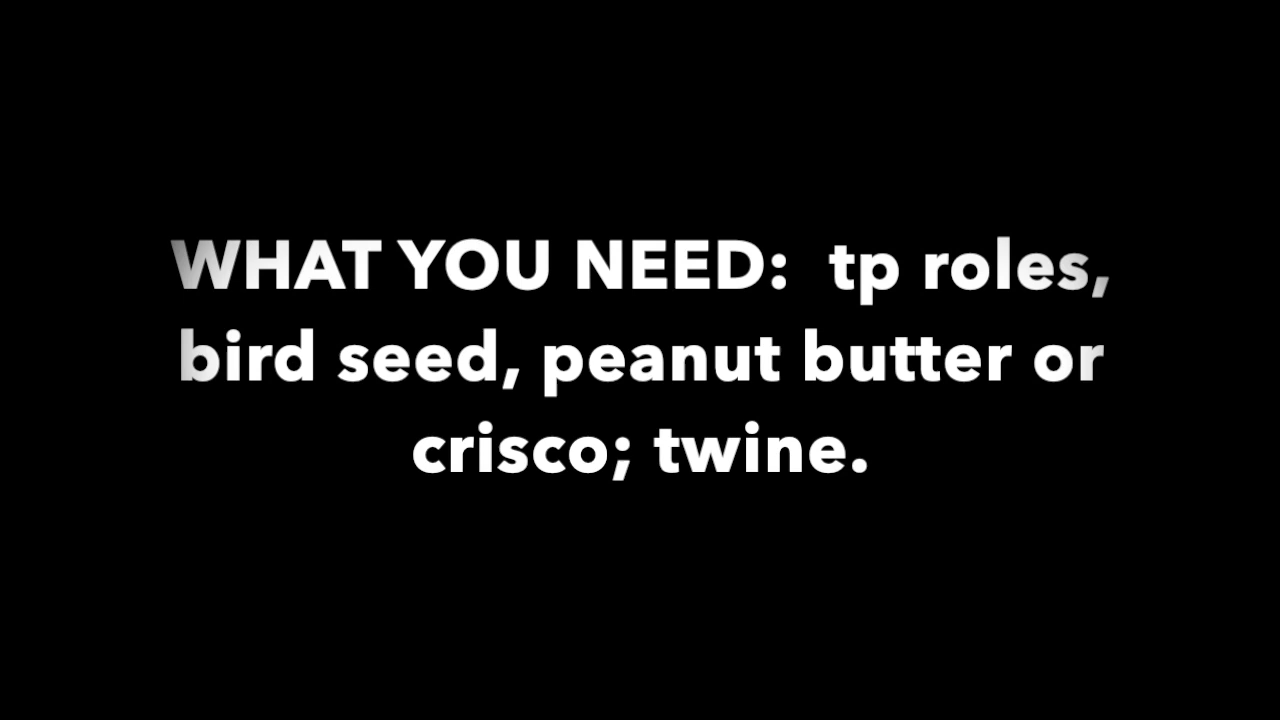 WHAT YOU NEED:  tp roles,
bird seed, peanut butter or
crisco; twine.